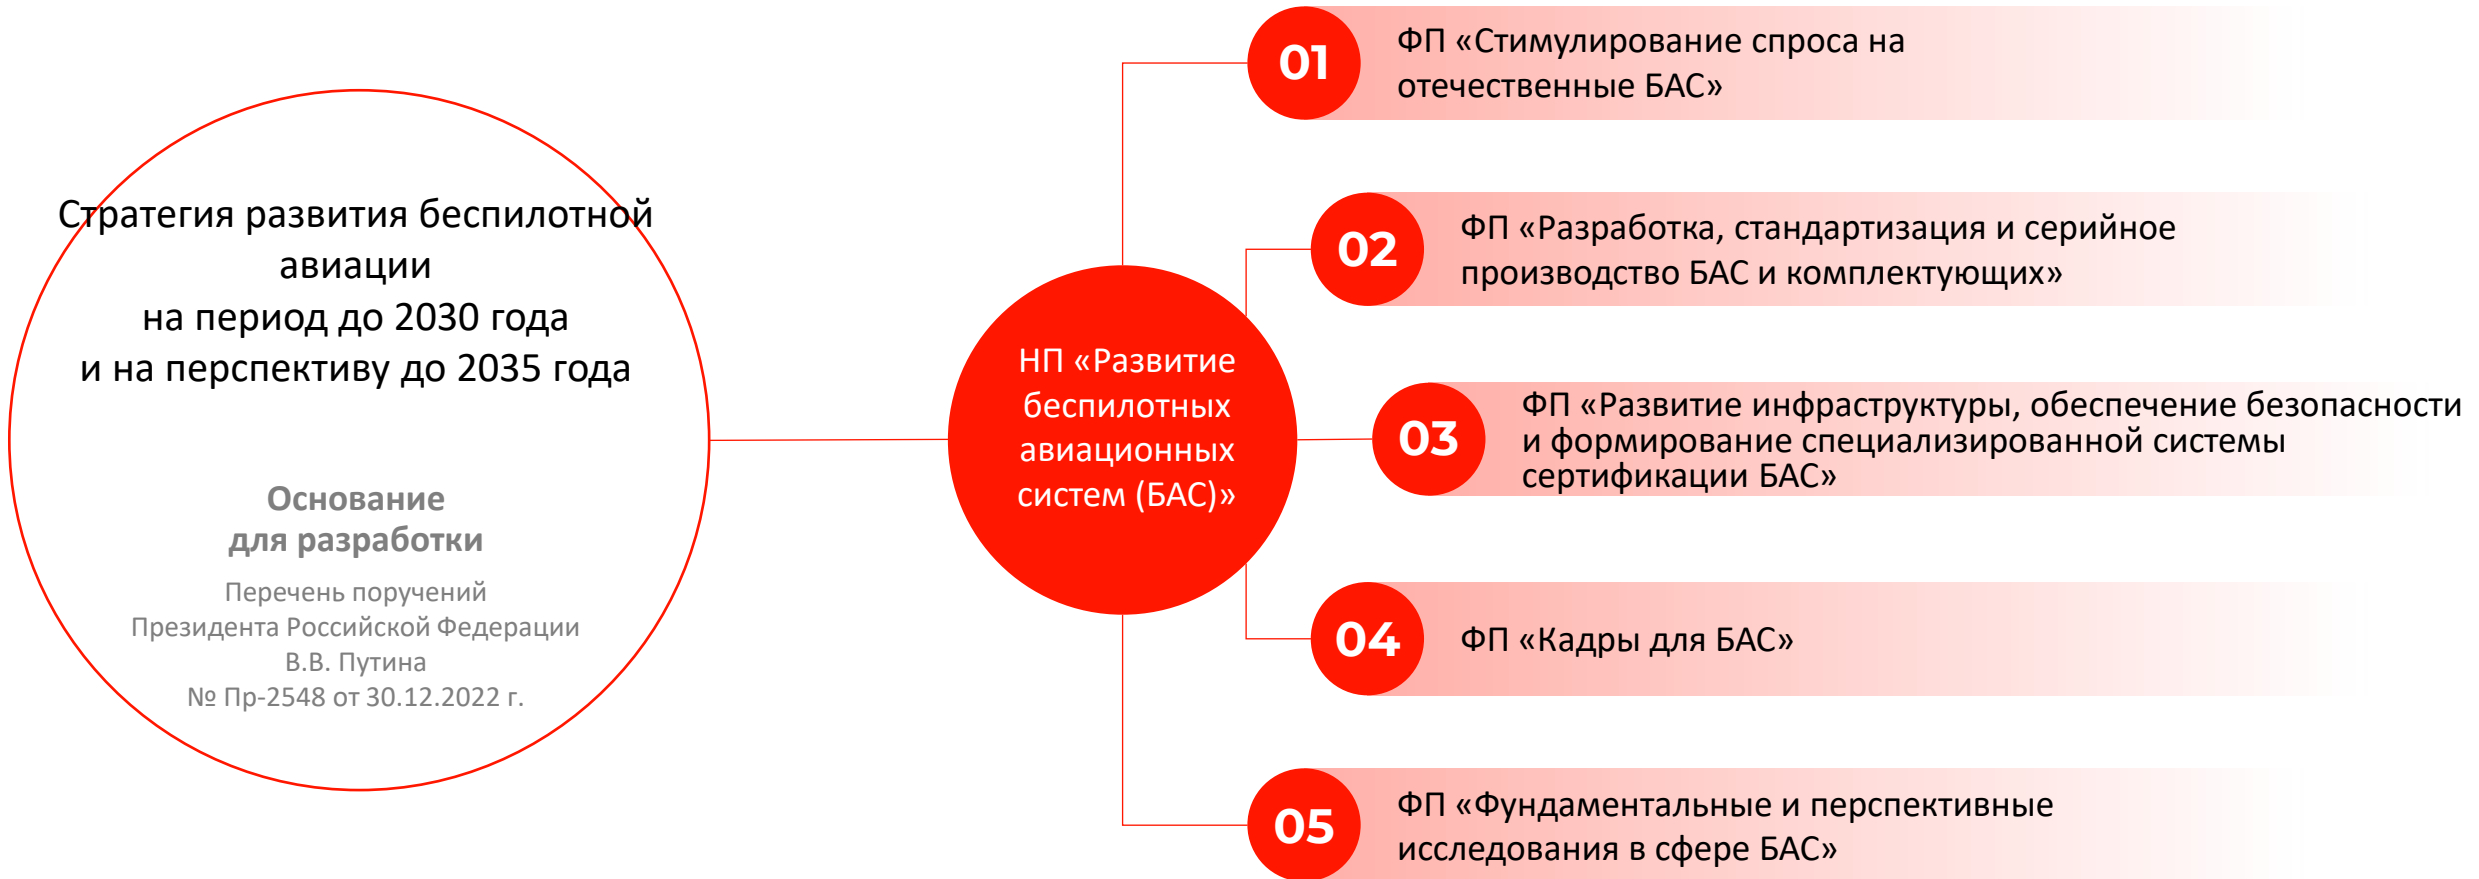 Стратегия развития беспилотной
авиации
на период до 2030 года
и на перспективу до 2035 года
Основание
для разработки
Перечень поручений
Президента Российской Федерации
В.В. Путина
№ Пр-2548 от 30.12.2022 г.
НП «Развитие
беспилотных
авиационных
систем (БАС)»
01
ФП «Стимулирование спроса на
отечественные БАС»
02
ФП «Разработка, стандартизация и серийное
производство БАС и комплектующих»
03
ФП «Развитие инфраструктуры, обеспечение безопасности
и формирование специализированной системы
сертификации БАС»
04
ФП «Кадры для БАС»
05
ФП «Фундаментальные и перспективные
исследования в сфере БАС»